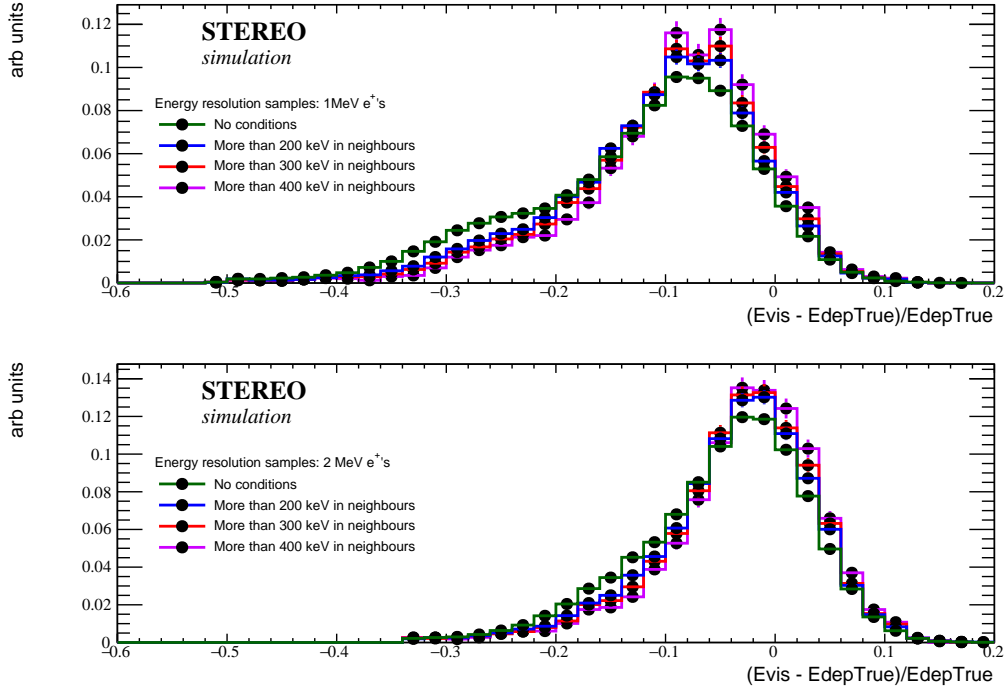 arb units
0.12
STEREO
simulation
0.1
Energy resolution samples: 1MeV e+'s
0.08
No conditions
More than 200 keV in neighbours
0.06
More than 300 keV in neighbours
More than 400 keV in neighbours
0.04
0.02
0
−0.6 −0.5 −0.4 −0.3 −0.2 −0.1 0 0.1 0.2
(Evis - EdepTrue)/EdepTrue
arb units
0.14
STEREO
0.12
simulation
0.1
Energy resolution samples: 2 MeV e+'s
0.08
No conditions
More than 200 keV in neighbours
0.06
More than 300 keV in neighbours
More than 400 keV in neighbours
0.04
0.02
0
−0.6 −0.5 −0.4 −0.3 −0.2 −0.1 0 0.1 0.2
(Evis - EdepTrue)/EdepTrue